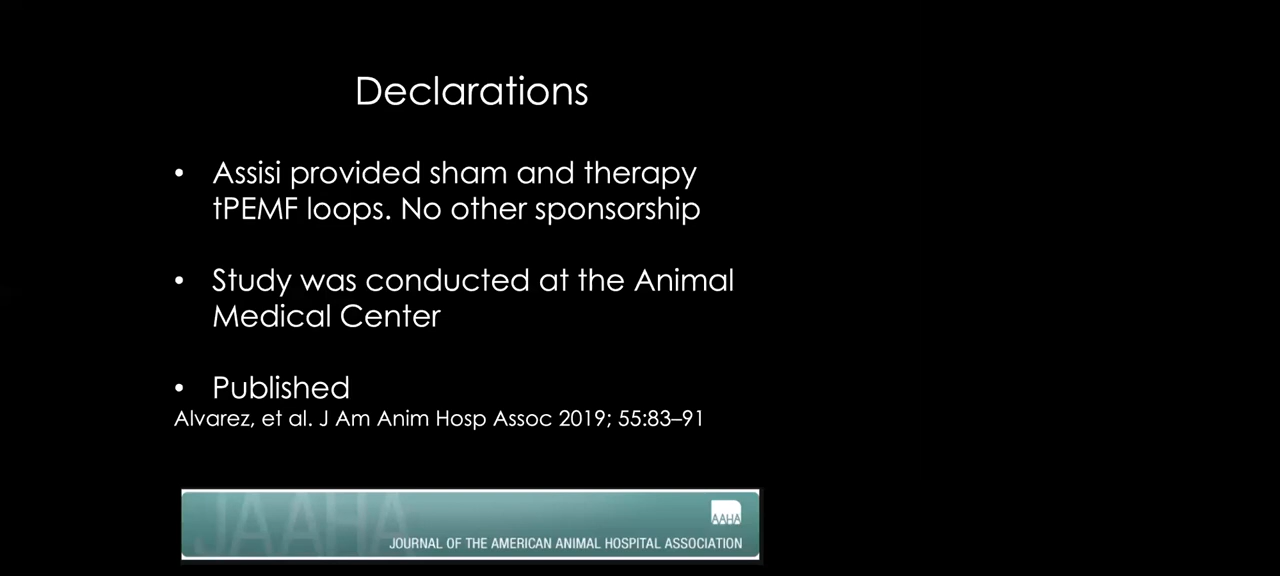 Declarations
• Assisi provided sham and therapy
tPEMF loops. No other sponsorship
• Study was conducted at the Animal
Medical Center
• Published
Alvarez, et al. J Am Anim Hosp Assoc 2019; 55:83–91
JAAHA
AAHA
JOURNAL OF THE AMERICAN ANIMAL HOSPITAL ASSOCIATION